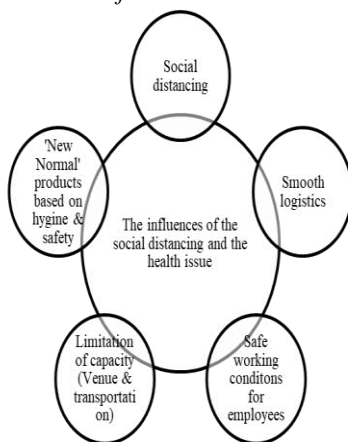 Social
distancing
'New
Normal'
products
based on
hygine &
safety
Smooth
logistics
The influences of the
social distancing and the
health issue
Limitation
of capacity
(Venue &
transportati
on)
Safe
working
conditons
for
employees